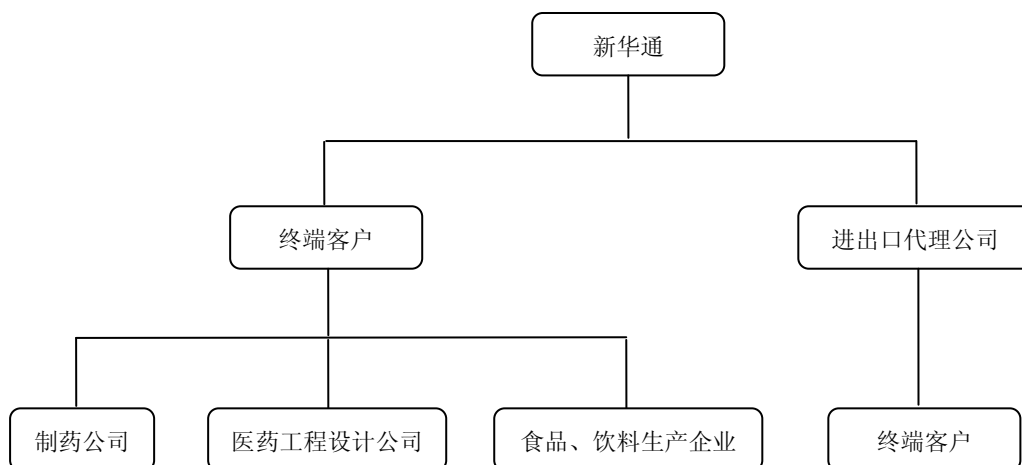 新华通
终端客户
进出口代理公司
制药公司
医药工程设计公司
食品、饮料生产企业
终端客户